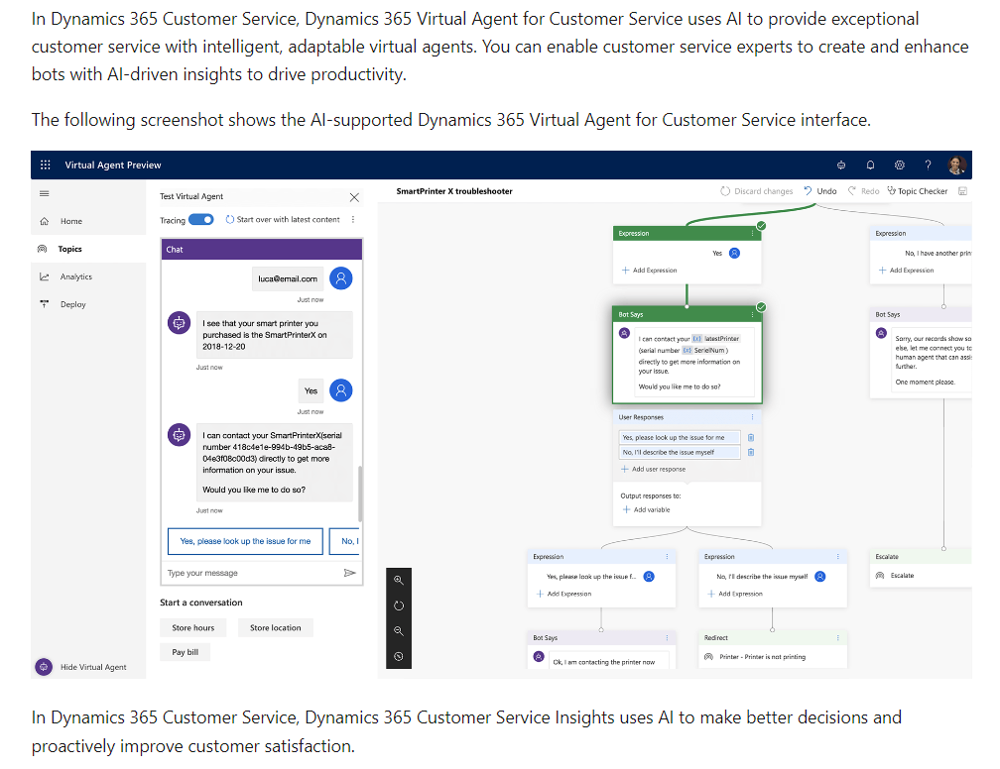 In Dynamics 365 Customer Service, Dynamics 365 Virtual Agent for Customer Service uses AI to provide exceptional
customer service with intelligent, adaptable virtual agents. You can enable customer service experts to create and enhance
bots with AI-driven insights to drive productivity.
The following screenshot shows the AI-supported Dynamics 365 Virtual Agent for Customer Service interface.
Virtual Agent Preview
?
Home
Topics
Analytics
Deploy
Hide Virtual Agent
Test Virtual Agent
Tracing
Start over with latest content
Chat
luca@email.com
Just now
I see that your smart printer you
purchased is the SmartPrinterX on
2018-12-20
Just now
Yes
Just now
I can contact your SmartPrinterX(serial
number 418c4e1e-994b-49b5-aca8-
04e3f08c00d3) directly to get more
information on your issue.
Would you like me to do so?
Just now
Yes, please look up the issue for me
No, I
Type your message
Start a conversation
Store hours
Store location
Pay bill
SmartPrinter X troubleshooter
Discard changes
Undo
Redo
Topic Checker
Expression
Yes
Add Expression
Bot Says
I can contact your {x} latestPrinter
(serial number {x} SerielNum )
directly to get more information on
your issue.
Would you like me to do so?
User Responses
Yes, please look up the issue for me
No, I'll describe the issue myself
Add user response
Output responses to:
Add variable
Expression
Yes, please look up the issue f...
Add Expression
Bot Says
Ok, I am contacting the printer now
Expression
No, I'll describe the issue myself
Add Expression
Redirect
Printer - Printer is not printing
Expression
No, I have another prin
Add Expression
Bot Says
Sorry, our records show so
else, let me connect you to
human agent that can assi
further.
One moment please.
Escalate
Escalate
In Dynamics 365 Customer Service, Dynamics 365 Customer Service Insights uses AI to make better decisions and
proactively improve customer satisfaction.